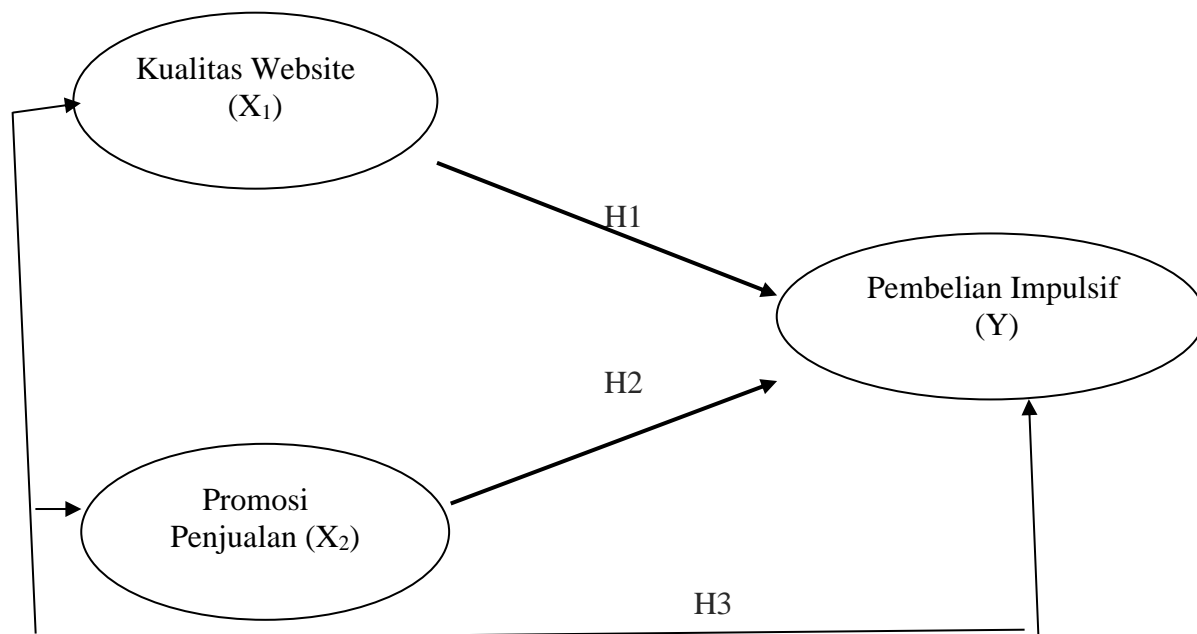 Kualitas Website
(X₁)
H1
Pembelian Impulsif
(Y)
H2
Promosi
Penjualan (X₂)
H3